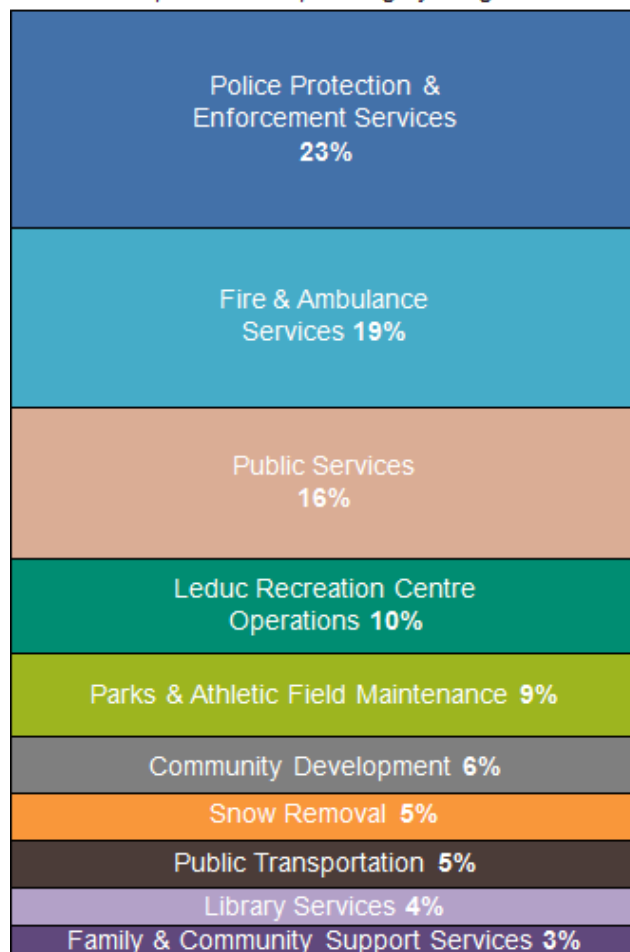 Police Protection &
Enforcement Services
23%
Fire & Ambulance
Services 19%
Public Services
16%
Leduc Recreation Centre
Operations 10%
Parks & Athletic Field Maintenance 9%
Community Development 6%
Snow Removal 5%
Public Transportation 5%
Library Services 4%
Family & Community Support Services 3%